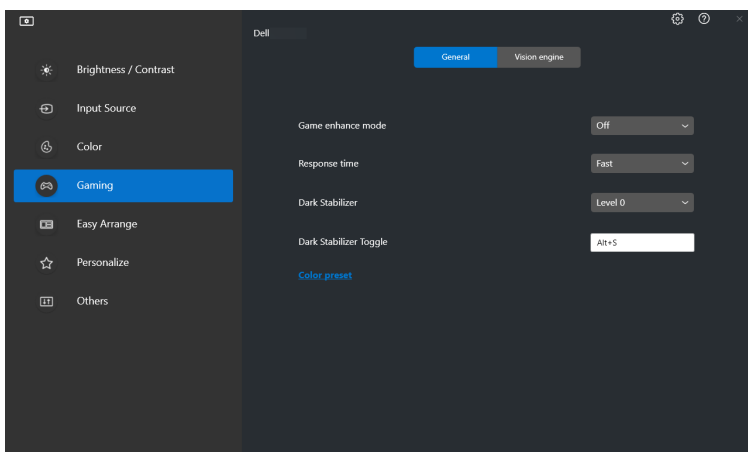 Dell
General
Vision engine
Brightness / Contrast
Input Source
Color
Gaming
Easy Arrange
Personalize
Others
Game enhance mode
Off
Response time
Fast
Dark Stabilizer
Level 0
Dark Stabilizer Toggle
Alt+S
Color preset